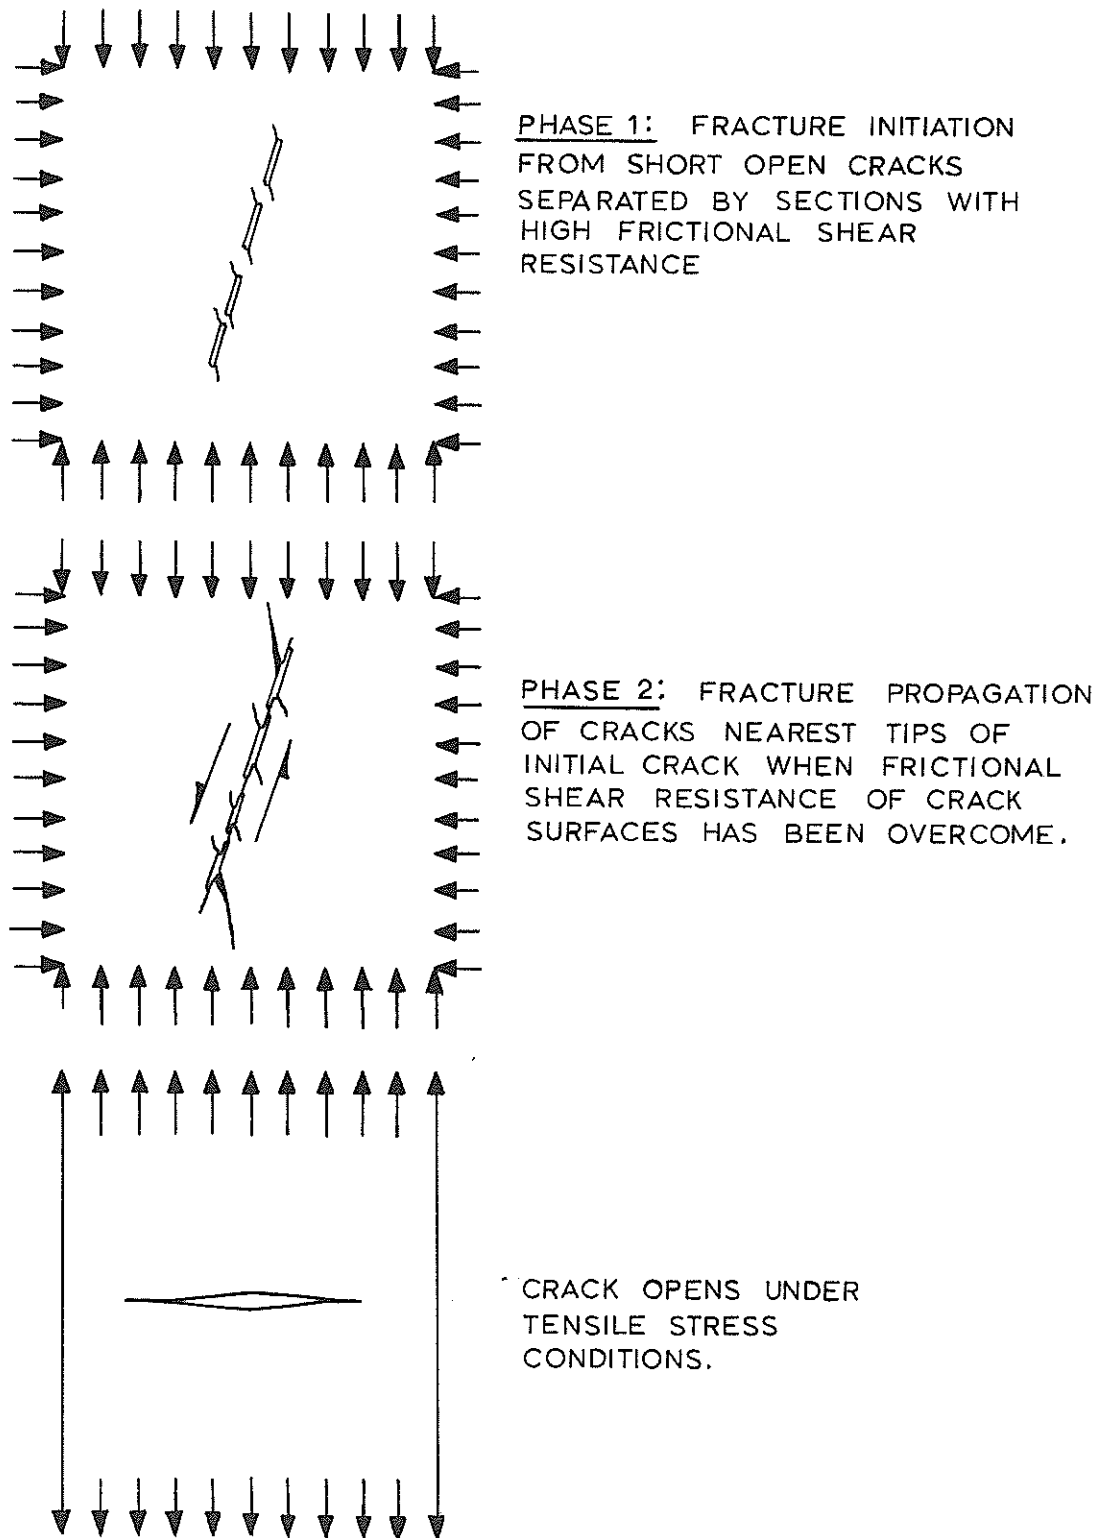 PHASE 1: FRACTURE INITIATION
FROM SHORT OPEN CRACKS
SEPARATED BY SECTIONS WITH
HIGH FRICTIONAL SHEAR
RESISTANCE
PHASE 2: FRACTURE PROPAGATION
OF CRACKS NEAREST TIPS OF
INITIAL CRACK WHEN FRICTIONAL
SHEAR RESISTANCE OF CRACK
SURFACES HAS BEEN OVERCOME.
CRACK OPENS UNDER
TENSILE STRESS
CONDITIONS.